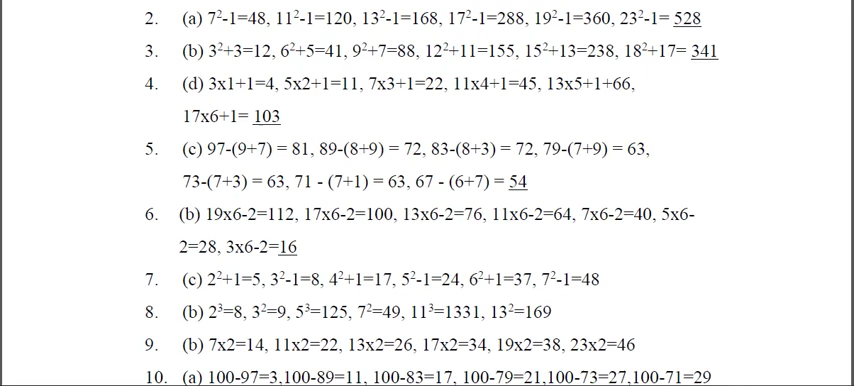 2. (a) 7²-1=48, 11²-1=120, 13²-1=168, 17²-1=288, 19²-1=360, 23²-1= 528
3. (b) 3²+3=12, 6²+5=41, 9²+7=88, 12²+11=155, 15²+13=238, 18²+17= 341
4. (d) 3x1+1=4, 5x2+1=11, 7x3+1=22, 11x4+1=45, 13x5+1+66,
17x6+1= 103
5. (c) 97-(9+7) = 81, 89-(8+9) = 72, 83-(8+3) = 72, 79-(7+9) = 63,
73-(7+3) = 63, 71 - (7+1) = 63, 67 - (6+7) = 54
6. (b) 19x6-2=112, 17x6-2=100, 13x6-2=76, 11x6-2=64, 7x6-2=40, 5x6-
2=28, 3x6-2=16
7. (c) 2²+1=5, 3²-1=8, 4²+1=17, 5²-1=24, 6²+1=37, 7²-1=48
8. (b) 2³=8, 3²=9, 5³=125, 7²=49, 11³=1331, 13²=169
9. (b) 7x2=14, 11x2=22, 13x2=26, 17x2=34, 19x2=38, 23x2=46
10. (a) 100-97=3,100-89=11, 100-83=17, 100-79=21,100-73=27,100-71=29